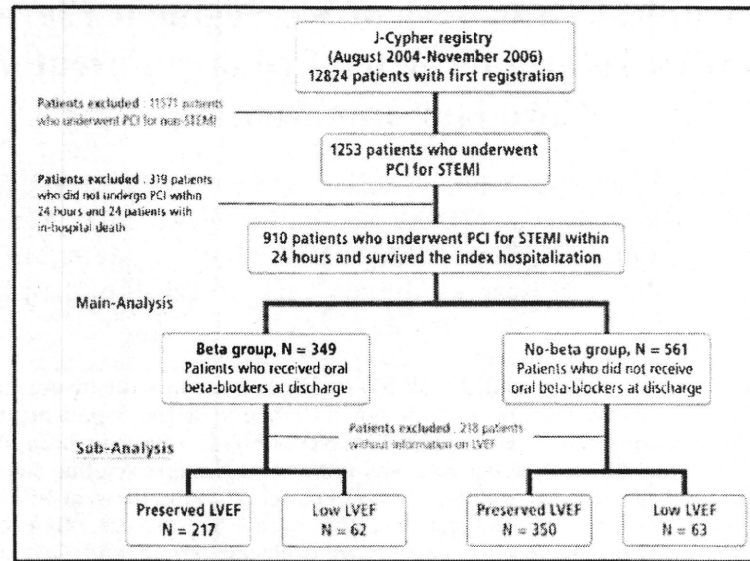 J-Cypher registry
(August 2004-November 2006)
12824 patients with first registration
Patients excluded : 11571 patients
who underwent PCI for non-STEMI
1253 patients who underwent
PCI for STEMI
Patients excluded : 319 patients
who did not undergo PCI within
24 hours and 24 patients with
in-hospital death
910 patients who underwent PCI for STEMI within
24 hours and survived the index hospitalization
Main-Analysis
Beta group, N = 349
Patients who received oral
beta-blockers at discharge
No-beta group, N = 561
Patients who did not receive
oral beta-blockers at discharge
Patients excluded : 218 patients
without information on LVEF
Sub-Analysis
Preserved LVEF
N = 217
Low LVEF
N = 62
Preserved LVEF
N = 350
Low LVEF
N = 63